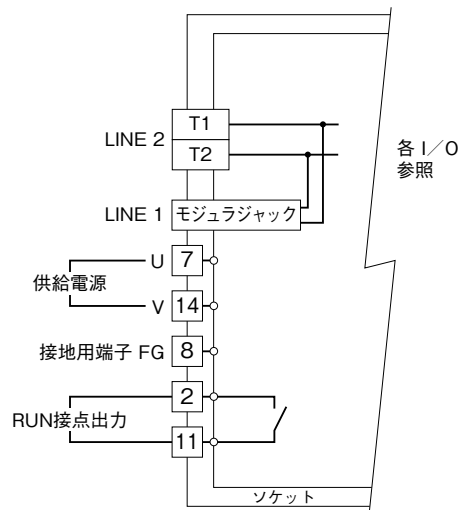 T1
LINE 2
T2
各 I／O
参照
LINE 1 モジュラジャック
U 7
供給電源
V 14
接地用端子 FG 8
2
RUN接点出力
11
ソケット